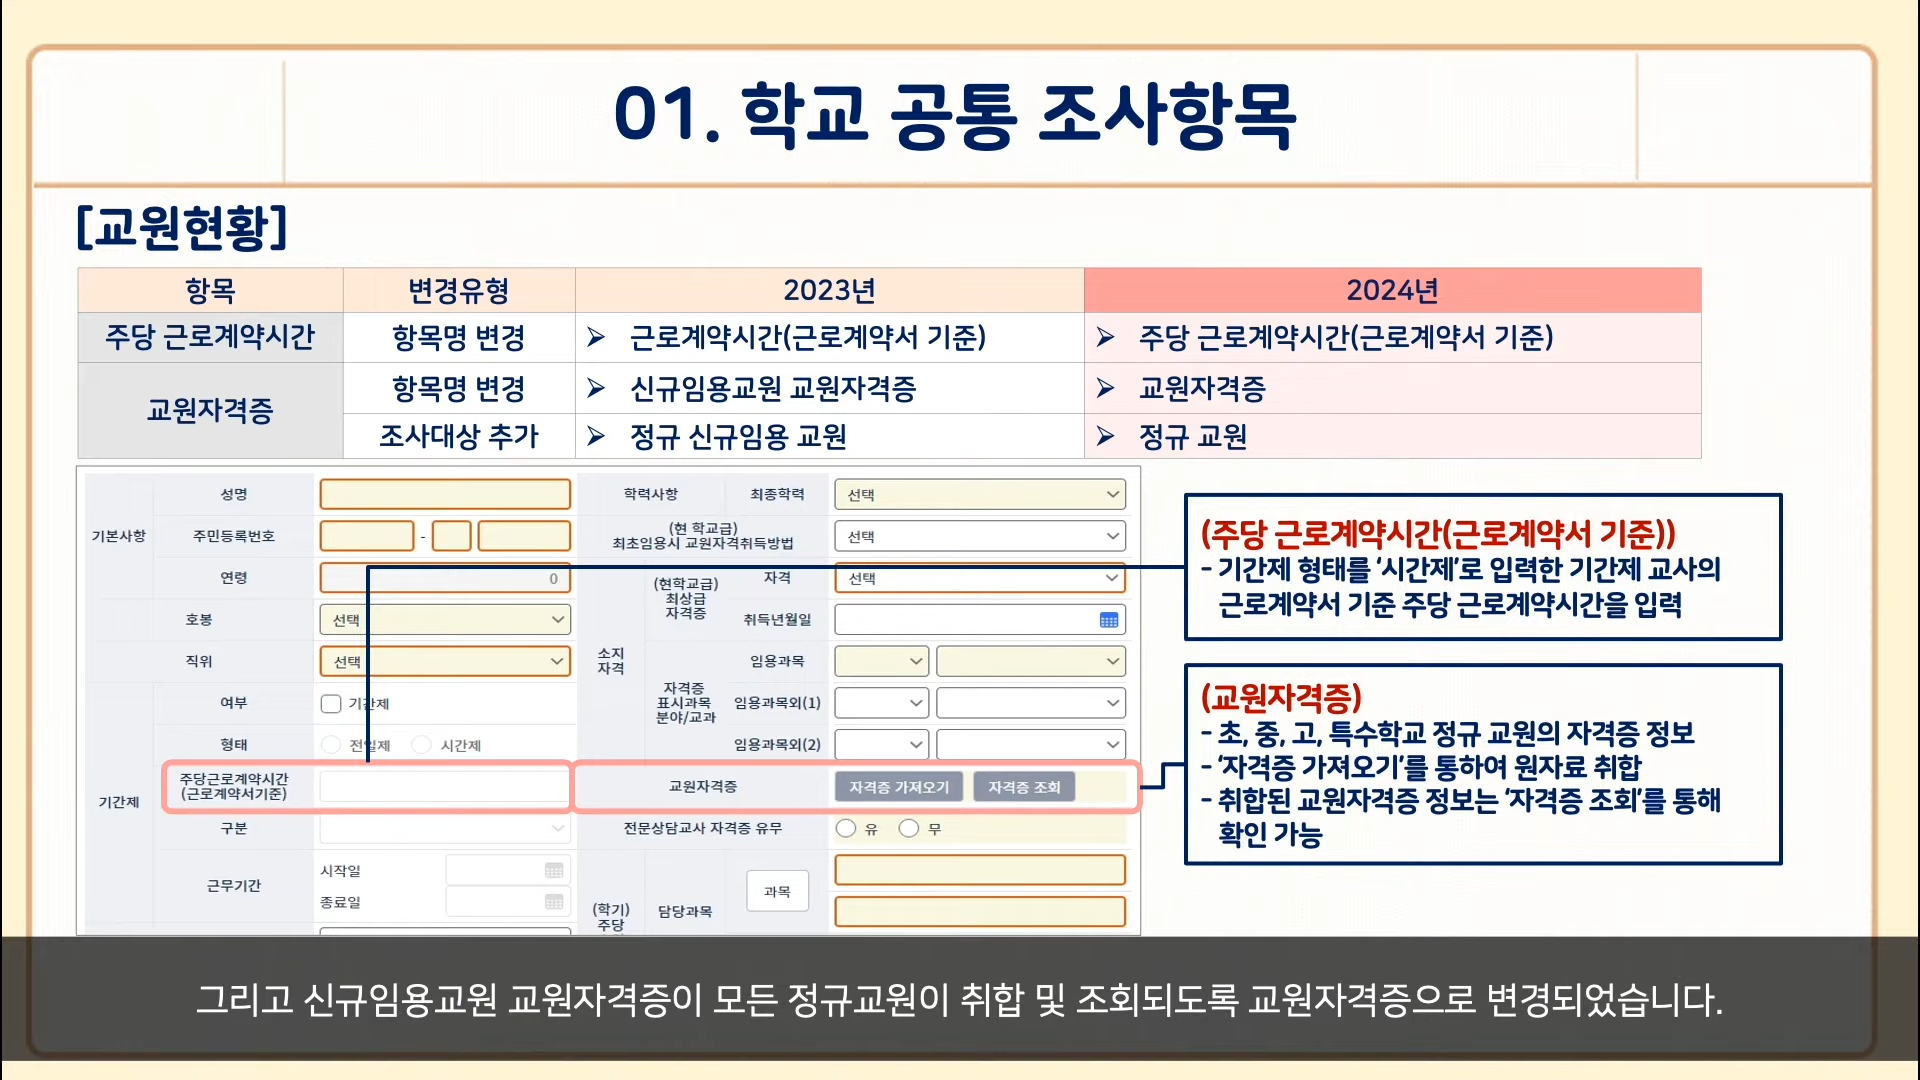 01. 학교 공통 조사항목
[교원현황]
항목 변경유형 2023년 2024년
주당 근로계약시간 항목명 변경 ➢ 근로계약시간(근로계약서 기준) ➢ 주당 근로계약시간(근로계약서 기준)
교원자격증 항목명 변경 ➢ 신규임용교원 교원자격증 ➢ 교원자격증
조사대상 추가 ➢ 정규 신규임용 교원 ➢ 정규 교원
기본사항
성명
주민등록번호 -
연령 0
호봉 선택
직위 선택
기간제
여부 기간제
형태 전일제 시간제
주당근로계약시간
(근로계약서기준)
구분
근무기간
시작일
종료일
학력사항 최종학력 선택
(현 학교급)
최초임용시 교원자격취득방법 선택
소지
자격
(현학교급)
최상급
자격증
자격 선택
취득년월일
자격증
표시과목
분야/교과
임용과목
임용과목외(1)
임용과목외(2)
교원자격증 자격증 가져오기 자격증 조회
전문상담교사 자격증 유무 유 무
(학기)
주당
담당과목 과목
(주당 근로계약시간(근로계약서 기준))
- 기간제 형태를 ‘시간제’로 입력한 기간제 교사의
근로계약서 기준 주당 근로계약시간을 입력
(교원자격증)
- 초, 중, 고, 특수학교 정규 교원의 자격증 정보
- ‘자격증 가져오기’를 통하여 원자료 취합
- 취합된 교원자격증 정보는 ‘자격증 조회’를 통해
확인 가능
그리고 신규임용교원 교원자격증이 모든 정규교원이 취합 및 조회되도록 교원자격증으로 변경되었습니다.